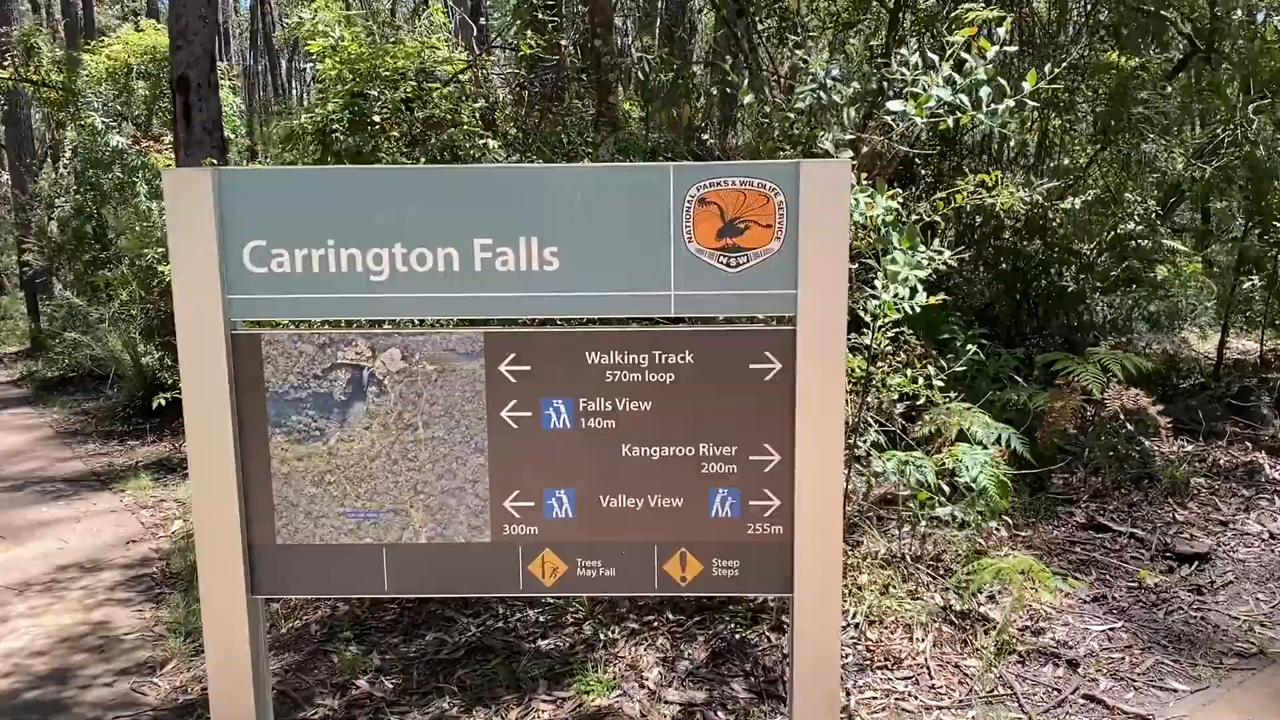 Carrington Falls
NATIONAL PARKS & WILDLIFE SERVICE
NSW
Walking Track
570m loop
Falls View
140m
Kangaroo River
200m
Valley View
300m
255m
Trees
May Fall
Steep
Steps